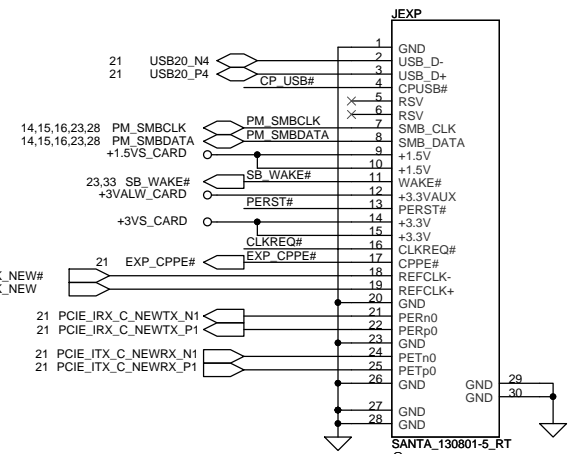 JEXP
1 GND
21 USB20_N4 2 USB_D-
21 USB20_P4 3 USB_D+
CP_USB# 4 CPUSB#
5 RSV
6 RSV
14,15,16,23,28 PM_SMBCLK PM_SMBCLK 7 SMB_CLK
14,15,16,23,28 PM_SMBDATA PM_SMBDATA 8 SMB_DATA
+1.5VS_CARD 9 +1.5V
10 +1.5V
23,33 SB_WAKE# SB_WAKE# 11 WAKE#
+3VALW_CARD 12 +3.3VAUX
PERST# 13 PERST#
+3VS_CARD 14 +3.3V
15 +3.3V
CLKREQ# 16 CLKREQ#
21 EXP_CPPE# EXP_CPPE# 17 CPPE#
_NEW# 18 REFCLK-
_NEW 19 REFCLK+
20 GND
21 PCIE_IRX_C_NEWTX_N1 21 PERn0
21 PCIE_IRX_C_NEWTX_P1 22 PERp0
23 GND
21 PCIE_ITX_C_NEWRX_N1 24 PETn0
21 PCIE_ITX_C_NEWRX_P1 25 PETp0
26 GND GND 29
GND 30
27 GND
28 GND
SANTA_130801-5_RT